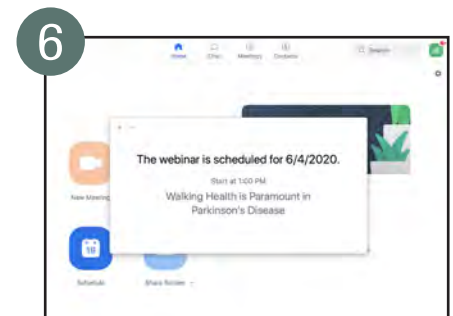 6
Home Chat Meetings Contacts Search
The webinar is scheduled for 6/4/2020.
Start at 1:00 PM
Walking Health is Paramount in
Parkinson's Disease
New Meeting
19
Schedule Share Screen